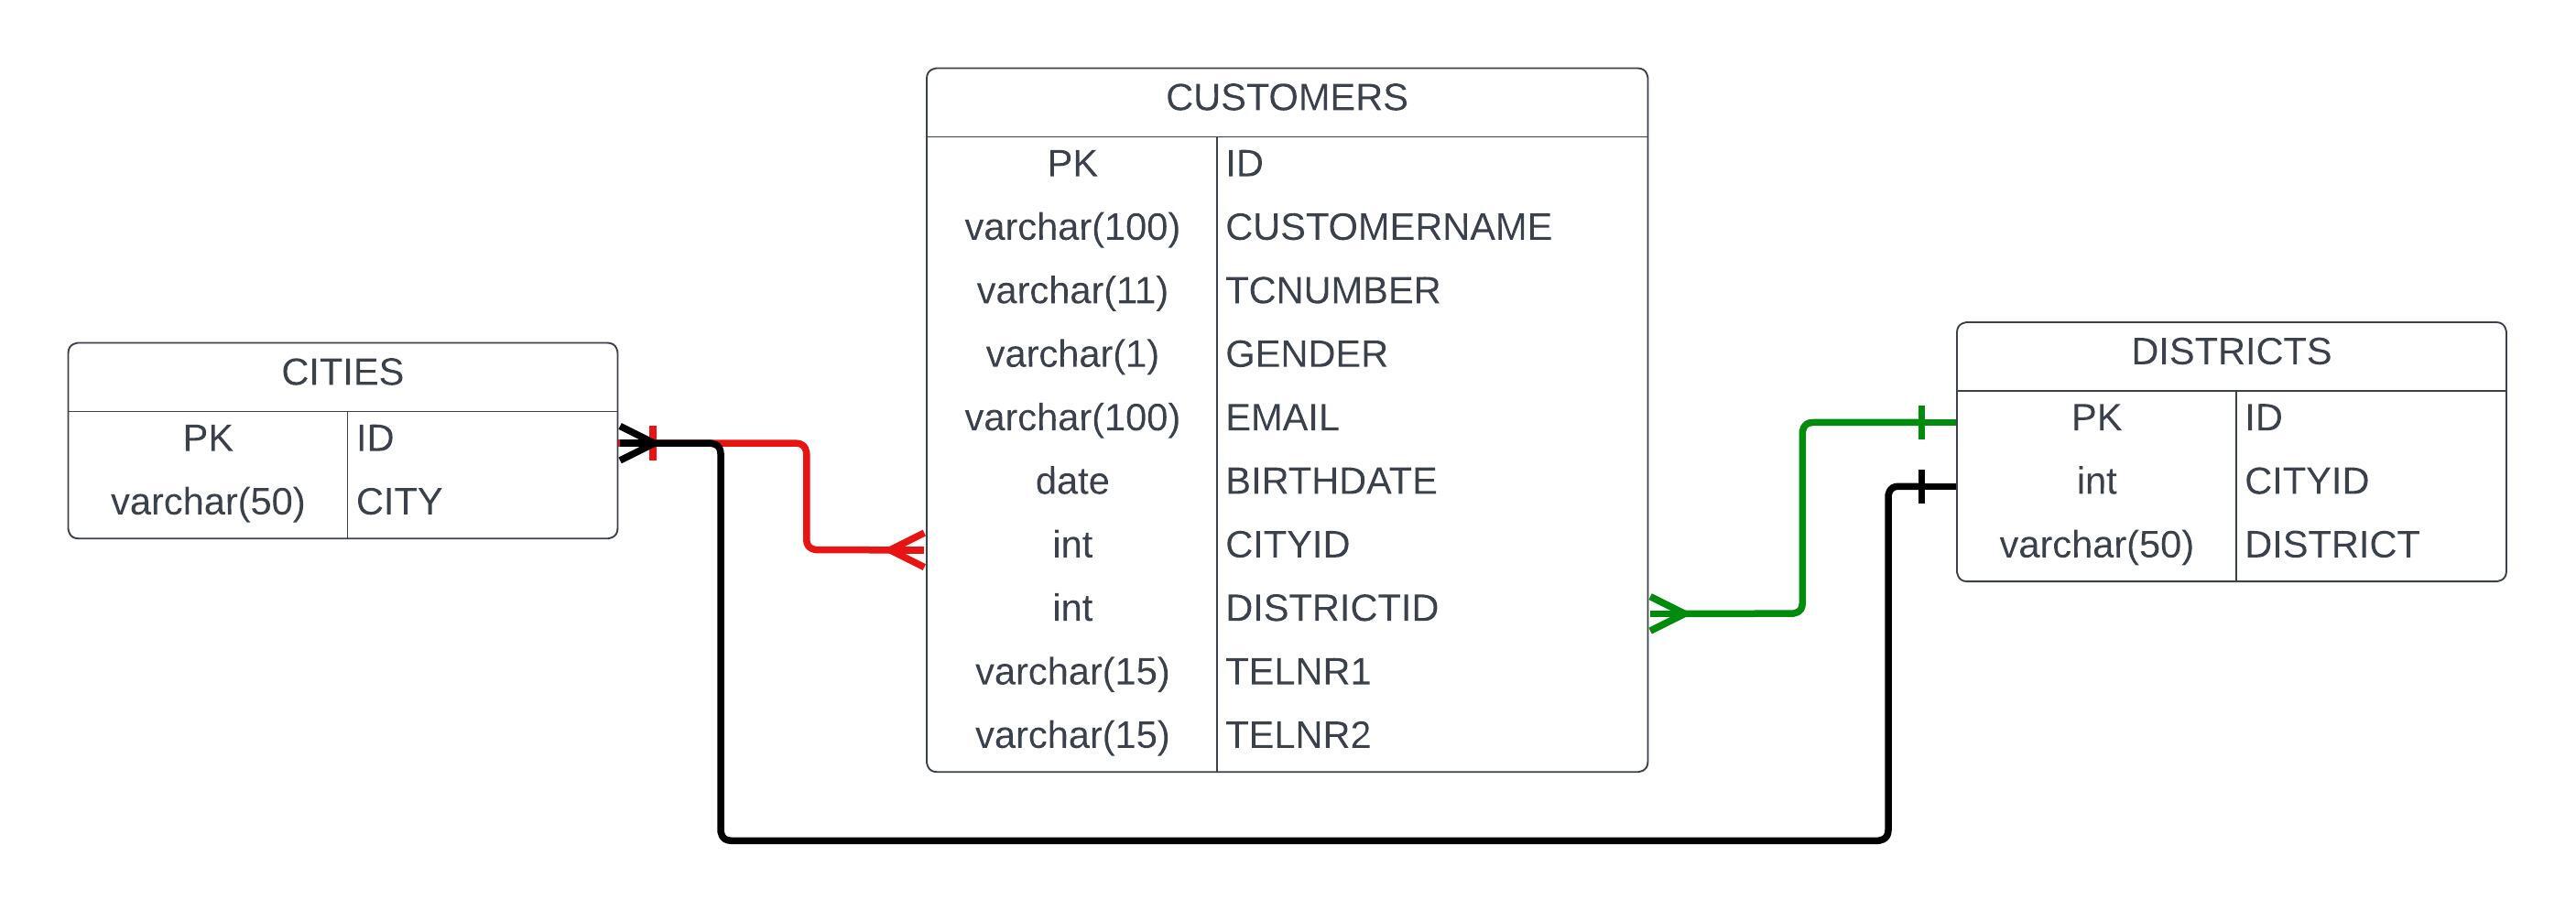 CUSTOMERS
PK ID
varchar(100) CUSTOMERNAME
varchar(11) TCNUMBER
varchar(1) GENDER
varchar(100) EMAIL
date BIRTHDATE
int CITYID
int DISTRICTID
varchar(15) TELNR1
varchar(15) TELNR2
CITIES
PK ID
varchar(50) CITY
DISTRICTS
PK ID
int CITYID
varchar(50) DISTRICT